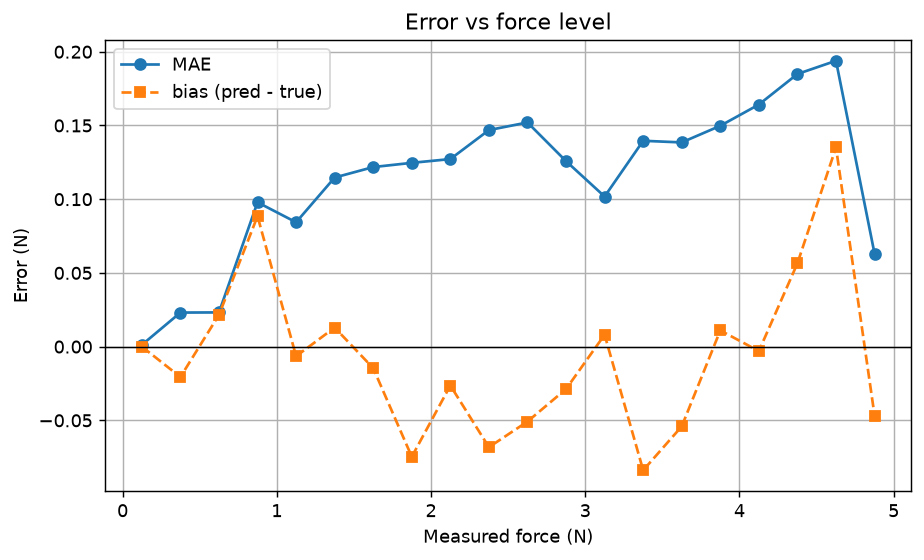 Error vs force level
MAE
bias (pred - true)
0.20
0.15
0.10
0.05
0.00
−0.05
Error (N)
0 1 2 3 4 5
Measured force (N)